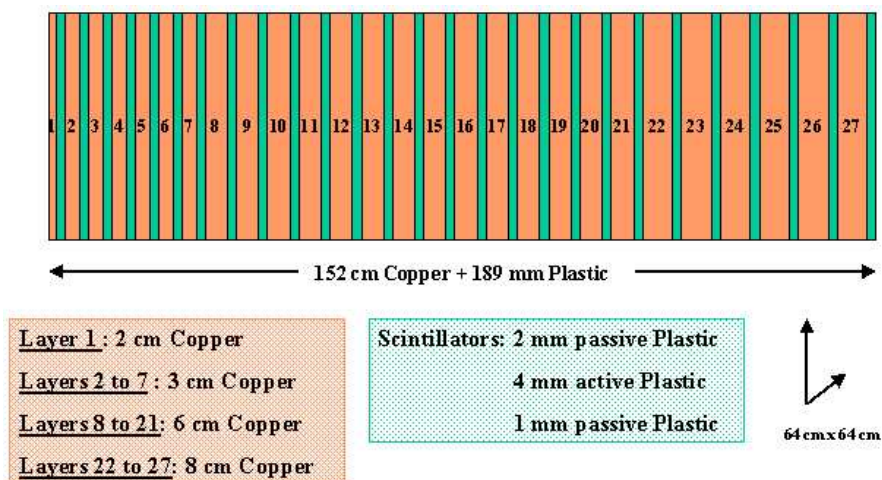 1 2 3 4 5 6 7 8 9 10 11 12 13 14 15 16 17 18 19 20 21 22 23 24 25 26 27
152 cm Copper + 189 mm Plastic
Layer 1 : 2 cm Copper
Layers 2 to 7 : 3 cm Copper
Layers 8 to 21: 6 cm Copper
Layers 22 to 27: 8 cm Copper
Scintillators: 2 mm passive Plastic
4 mm active Plastic
1 mm passive Plastic
64 cm x 64 cm